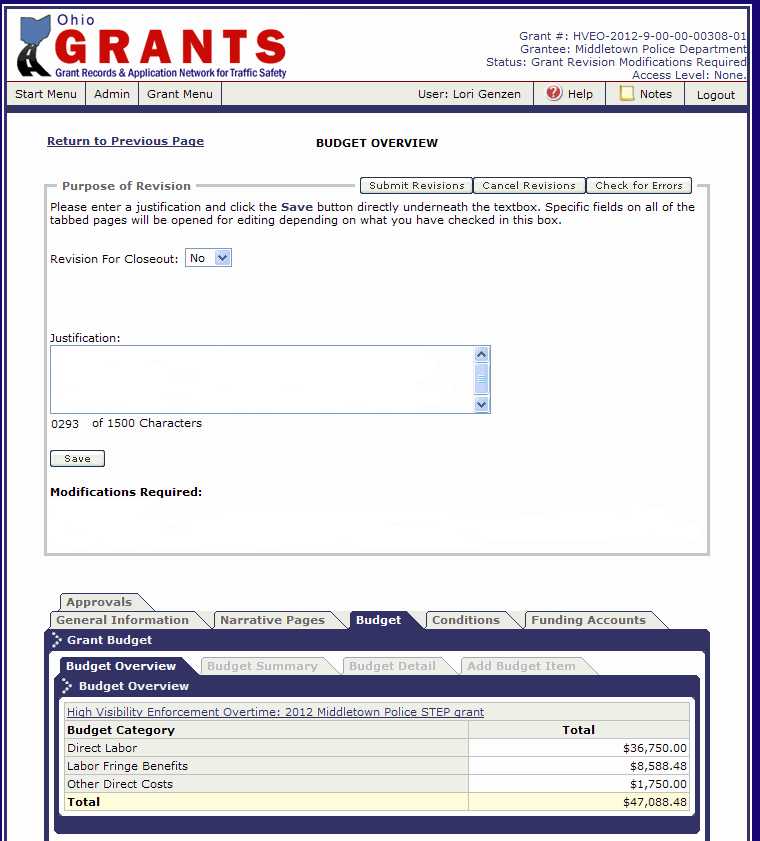 Ohio
GRANTS
Grant Records & Application Network for Traffic Safety
Grant #: HVEO-2012-9-00-00-00308-01
Grantee: Middletown Police Department
Status: Grant Revision Modifications Required
Access Level: None.
Start Menu Admin Grant Menu User: Lori Genzen ? Help Notes Logout
Return to Previous Page BUDGET OVERVIEW
Purpose of Revision Submit Revisions Cancel Revisions Check for Errors
Please enter a justification and click the Save button directly underneath the textbox. Specific fields on all of the
tabbed pages will be opened for editing depending on what you have checked in this box.
Revision For Closeout: No
Justification:
0293 of 1500 Characters
Save
Modifications Required:
Approvals
General Information Narrative Pages Budget Conditions Funding Accounts
Grant Budget
Budget Overview Budget Summary Budget Detail Add Budget Item
Budget Overview
High Visibility Enforcement Overtime: 2012 Middletown Police STEP grant
Budget Category Total
Direct Labor $36,750.00
Labor Fringe Benefits $8,588.48
Other Direct Costs $1,750.00
Total $47,088.48